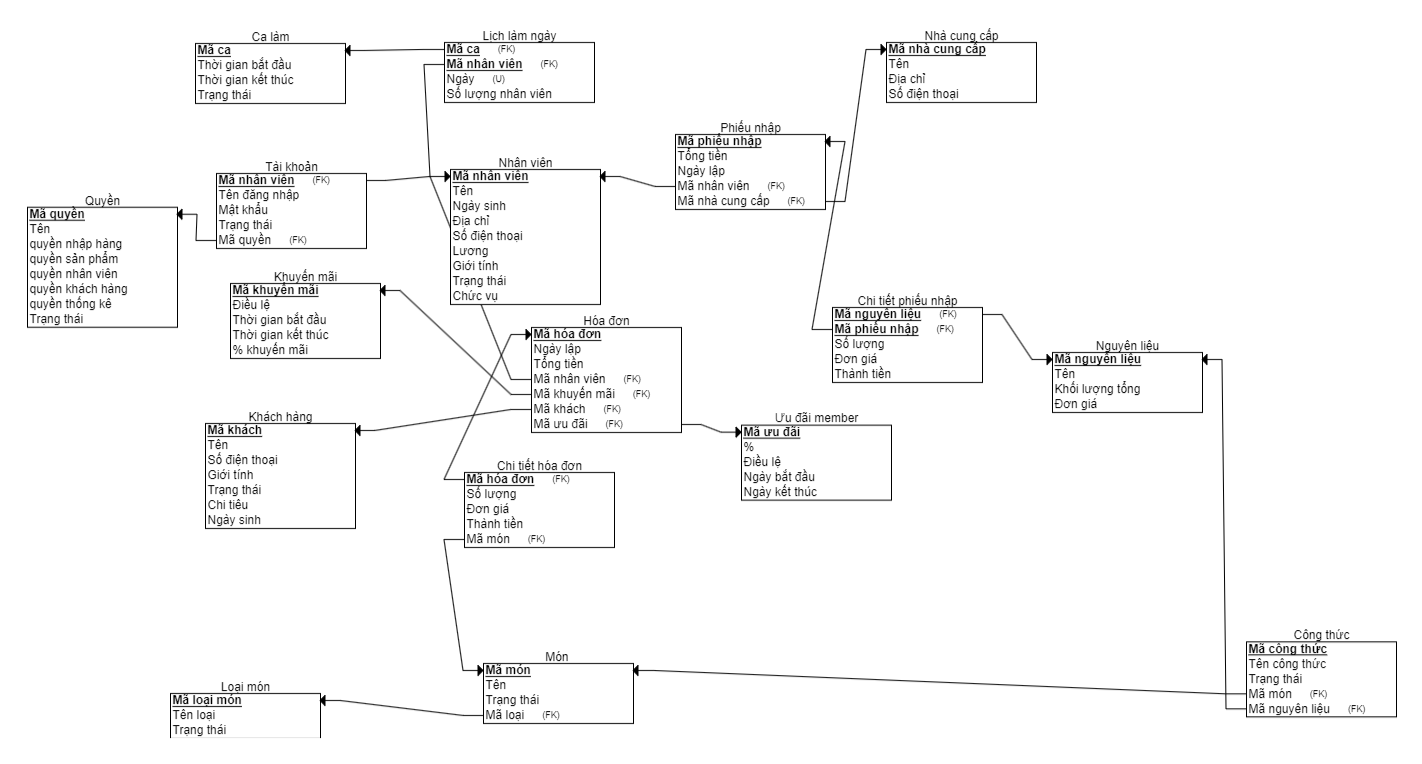 Ca làm
Mã ca
Thời gian bắt đầu
Thời gian kết thúc
Trạng thái
Lịch làm ngày
Mã ca (FK)
Mã nhân viên (FK)
Ngày (U)
Số lượng nhân viên
Nhà cung cấp
Mã nhà cung cấp
Tên
Địa chỉ
Số điện thoại
Phiếu nhập
Mã phiếu nhập
Tổng tiền
Ngày lập
Mã nhân viên (FK)
Mã nhà cung cấp (FK)
Tài khoản
Mã nhân viên (FK)
Tên đăng nhập
Mật khẩu
Trạng thái
Mã quyền (FK)
Nhân viên
Mã nhân viên
Tên
Ngày sinh
Địa chỉ
Số điện thoại
Lương
Giới tính
Trạng thái
Chức vụ
Quyền
Mã quyền
Tên
quyền nhập hàng
quyền sản phẩm
quyền nhân viên
quyền khách hàng
quyền thống kê
Trạng thái
Khuyến mãi
Mã khuyến mãi
Điều lệ
Thời gian bắt đầu
Thời gian kết thúc
% khuyến mãi
Hóa đơn
Mã hóa đơn
Ngày lập
Tổng tiền
Mã nhân viên (FK)
Mã khuyến mãi (FK)
Mã khách (FK)
Mã ưu đãi (FK)
Chi tiết phiếu nhập
Mã nguyên liệu (FK)
Mã phiếu nhập (FK)
Số lượng
Đơn giá
Thành tiền
Nguyên liệu
Mã nguyên liệu
Tên
Khối lượng tổng
Đơn giá
Khách hàng
Mã khách
Tên
Số điện thoại
Giới tính
Trạng thái
Chi tiêu
Ngày sinh
Ưu đãi member
Mã ưu đãi
%
Điều lệ
Ngày bắt đầu
Ngày kết thúc
Chi tiết hóa đơn
Mã hóa đơn (FK)
Số lượng
Đơn giá
Thành tiền
Mã món (FK)
Món
Mã món
Tên
Trạng thái
Mã loại (FK)
Công thức
Mã công thức
Tên công thức
Trạng thái
Mã món (FK)
Mã nguyên liệu (FK)
Loại món
Mã loại món
Tên loại
Trạng thái